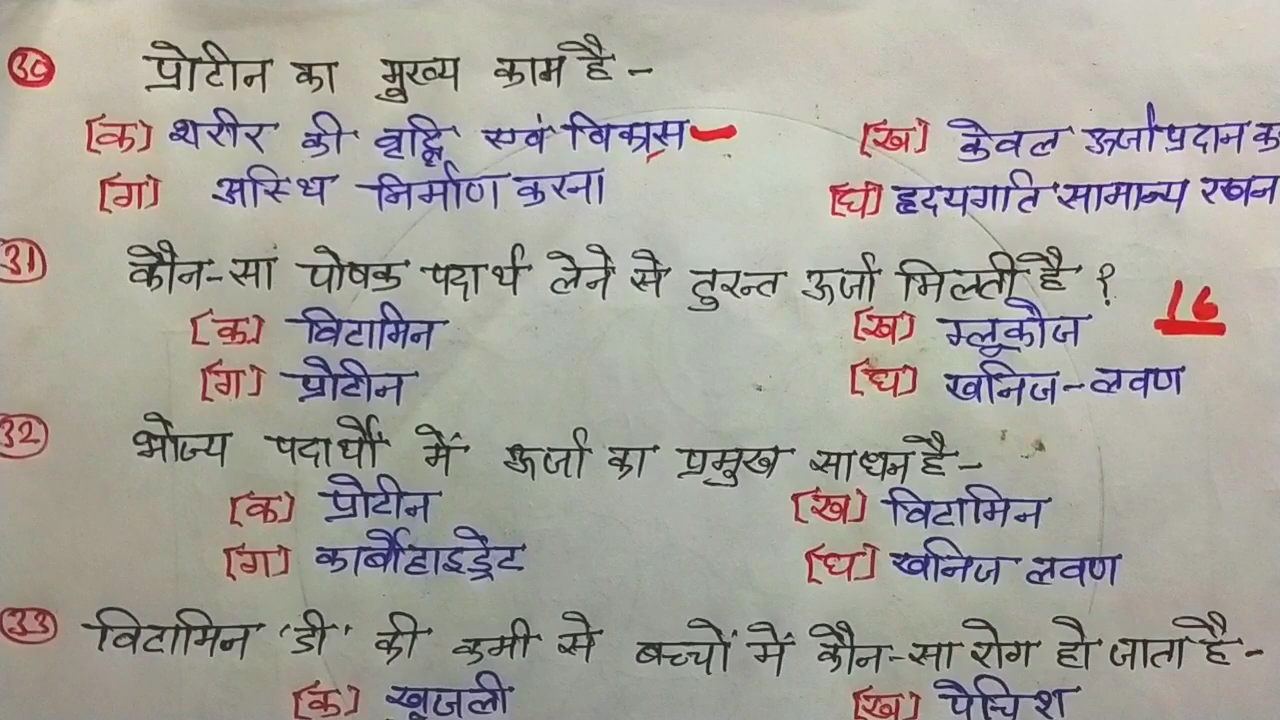 30 प्रोटीन का मुख्य काम है -
[क] शरीर की वृद्धि एवं विकास [ख] केवल ऊर्जा प्रदान क
[ग] अस्थि निर्माण करना [घ] हृदयगति सामान्य रखन
31 कौन-सा पोषक पदार्थ लेने से तुरन्त ऊर्जा मिलती है ?
16
[क] विटामिन [ख] ग्लूकोज
[ग] प्रोटीन [घ] खनिज-लवण
32 भोज्य पदार्थों में ऊर्जा का प्रमुख साधन है -
[क] प्रोटीन [ख] विटामिन
[ग] कार्बोहाइड्रेट [घ] खनिज लवण
33 विटामिन 'डी' की कमी से बच्चों में कौन-सा रोग हो जाता है -
[क] खूजली [ख] पेचिश